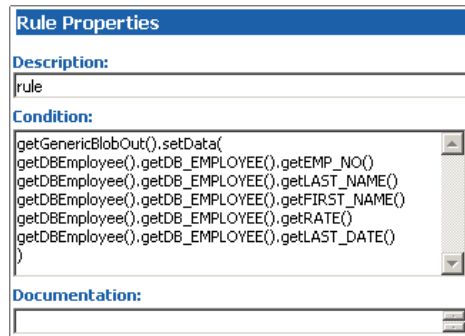 Rule Properties
Description:
rule
Condition:
getGenericBlobOut().setData(
getDBEmployee().getDB_EMPLOYEE().getEMP_NO()
getDBEmployee().getDB_EMPLOYEE().getLAST_NAME()
getDBEmployee().getDB_EMPLOYEE().getFIRST_NAME()
getDBEmployee().getDB_EMPLOYEE().getRATE()
getDBEmployee().getDB_EMPLOYEE().getLAST_DATE()
)
Documentation: